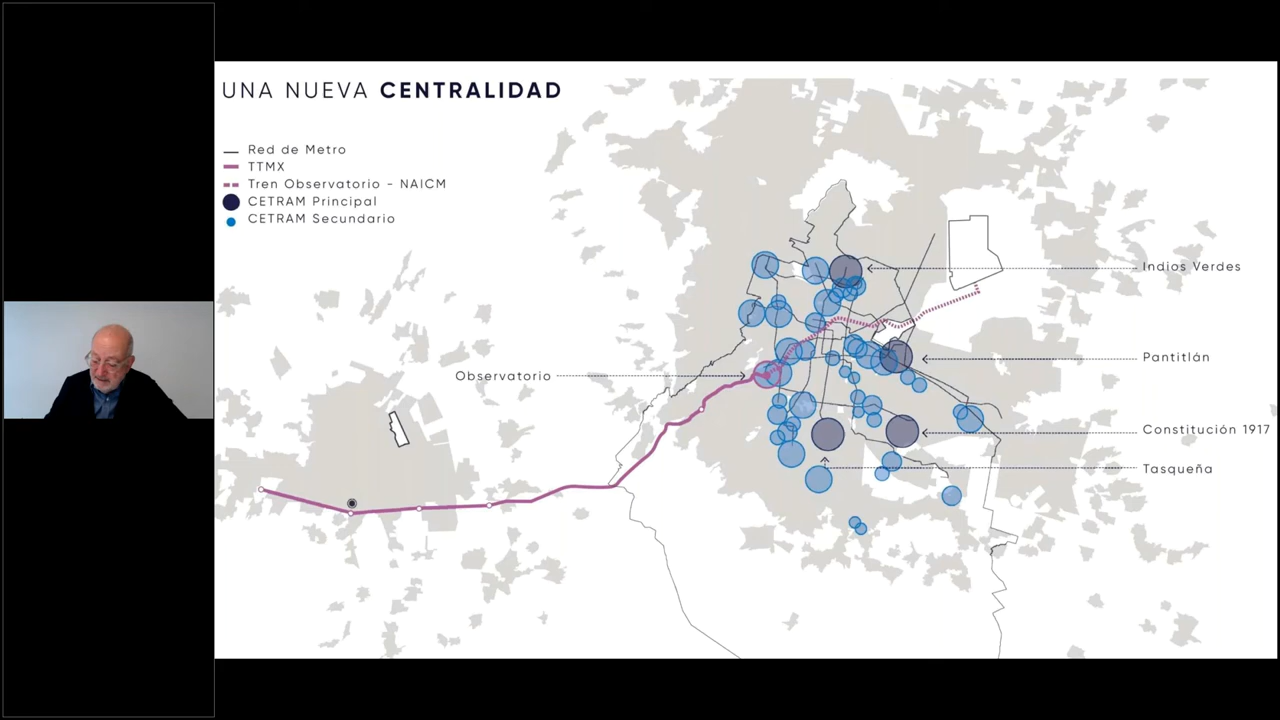 UNA NUEVA CENTRALIDAD
Red de Metro
TTMX
Tren Observatorio - NAICM
CETRAM Principal
CETRAM Secundario
Indios Verdes
Pantitlán
Observatorio
Constitución 1917
Tasqueña